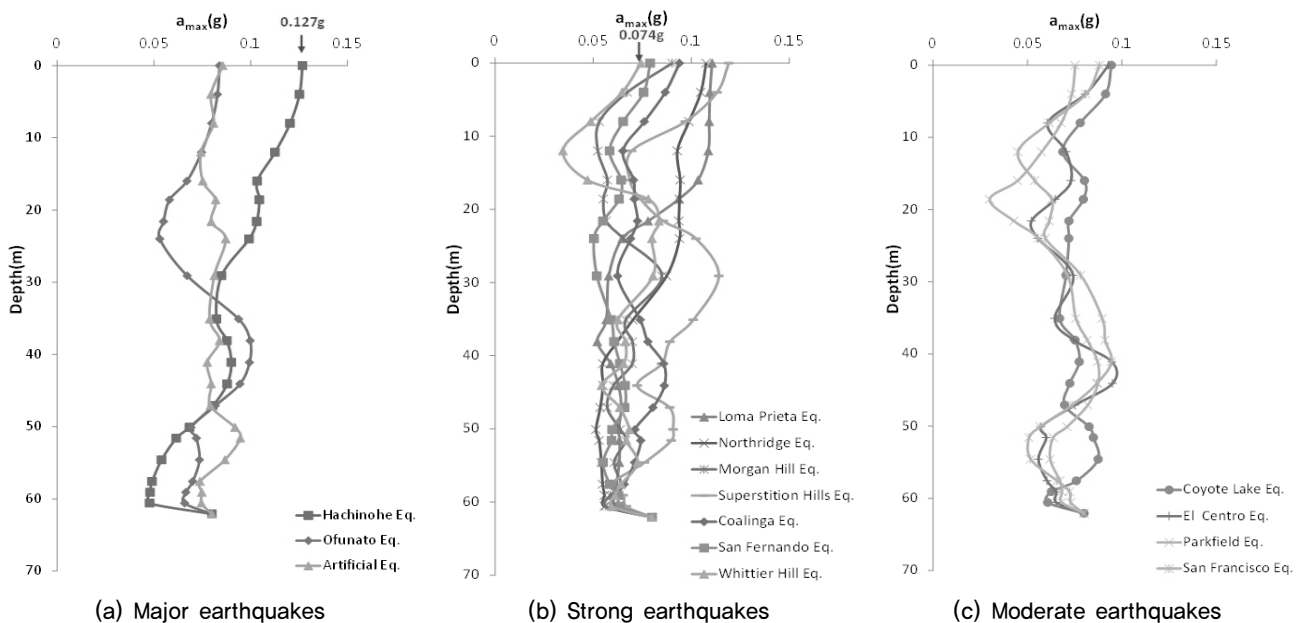 a_max(g)
0.127g
0 0.05 0.1 0.15
0
10
20
30
40
50
60
70
Depth(m)
Hachinohe Eq.
Ofunato Eq.
Artificial Eq.
(a) Major earthquakes
a_max(g)
0.074g
0 0.05 0.1 0.15
0
10
20
30
40
50
60
70
Depth(m)
Loma Prieta Eq.
Northridge Eq.
Morgan Hill Eq.
Superstition Hills Eq.
Coalinga Eq.
San Fernando Eq.
Whittier Hill Eq.
(b) Strong earthquakes
a_max(g)
0 0.05 0.1 0.15
0
10
20
30
40
50
60
70
Depth(m)
Coyote Lake Eq.
El Centro Eq.
Parkfield Eq.
San Francisco Eq.
(c) Moderate earthquakes